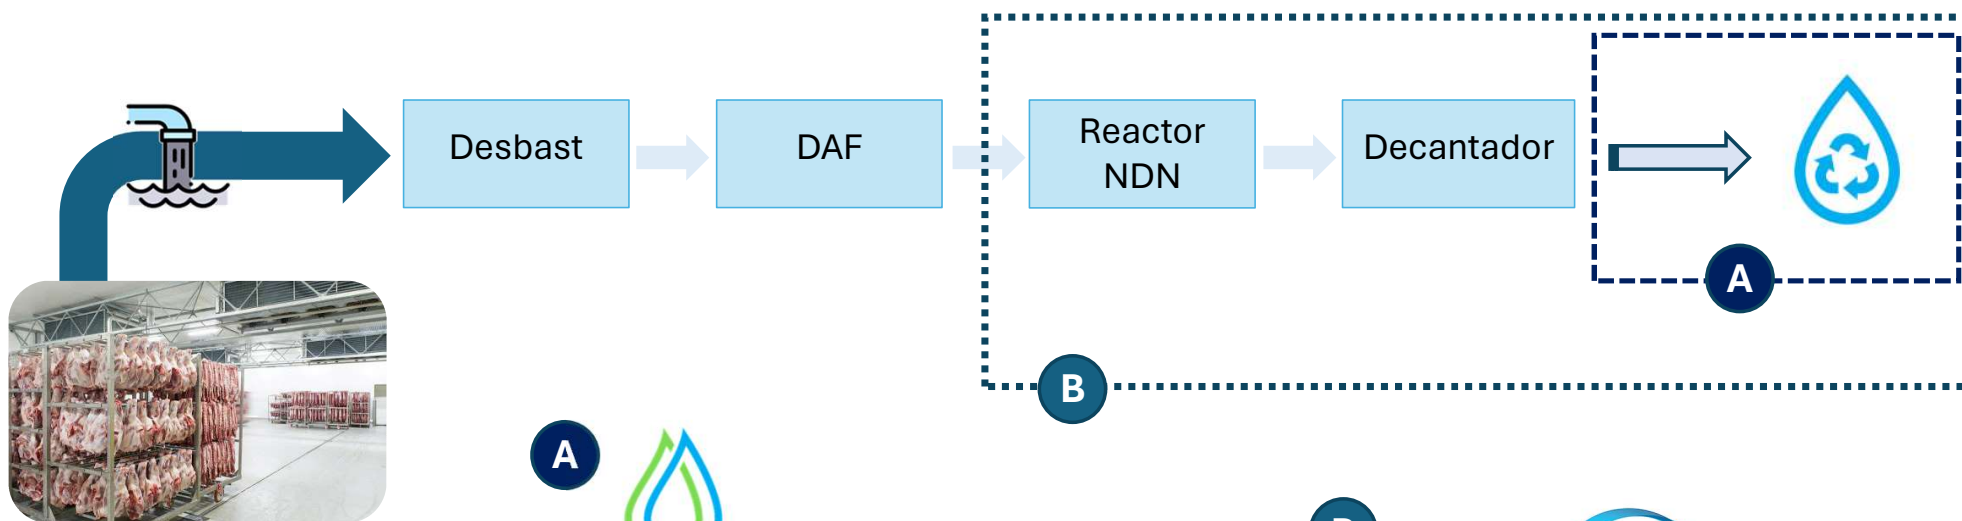 Desbast
DAF
Reactor
NDN
Decantador
A
B
A